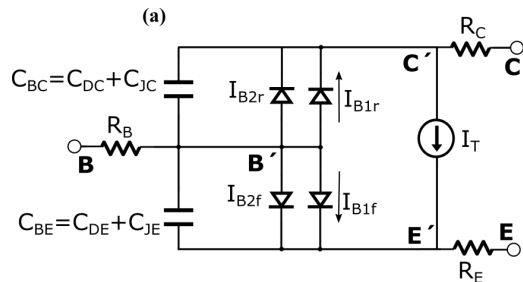 (a)
R_C
C´
C
C_BC=C_DC+C_JC
I_B2r
I_B1r
R_B
I_T
B
B´
I_B2f
I_B1f
C_BE=C_DE+C_JE
E´
E
R_E